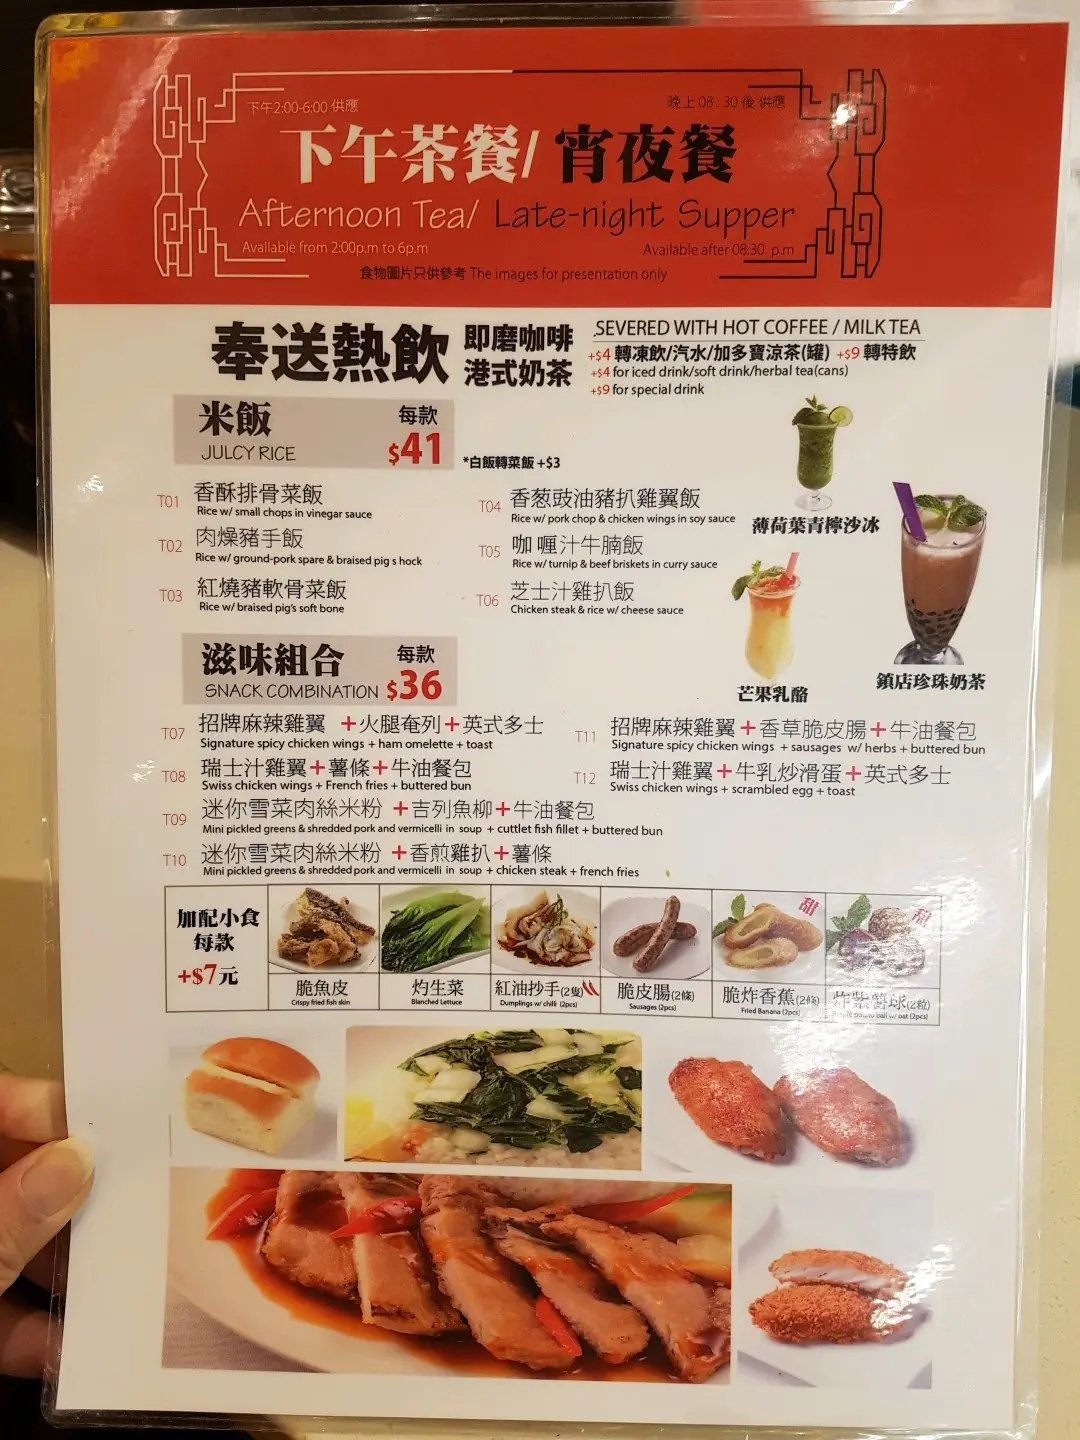 下午2:00-6:00 供應
晚上 08 : 30 後 供應
下午茶餐/ 宵夜餐
Afternoon Tea/ Late-night Supper
Available from 2:00p.m to 6p.m
Available after 08:30 p.m
食物圖片只供參考 The images for presentation only
奉送熱飲 即磨咖啡 港式奶茶
SEVERED WITH HOT COFFEE / MILK TEA
+$4 轉凍飲/汽水/加多寶涼茶(罐) +$9 轉特飲
+$4 for iced drink/soft drink/herbal tea(cans)
+$9 for special drink
米飯 每款
JULCY RICE $41
*白飯轉菜飯 +$3
T01 香酥排骨菜飯
Rice w/ small chops in vinegar sauce
T02 肉燥豬手飯
Rice w/ ground-pork spare & braised pig s hock
T03 紅燒豬軟骨菜飯
Rice w/ braised pig's soft bone
T04 香葱豉油豬扒雞翼飯
Rice w/ pork chop & chicken wings in soy sauce
T05 咖喱汁牛腩飯
Rice w/ turnip & beef briskets in curry sauce
T06 芝士汁雞扒飯
Chicken steak & rice w/ cheese sauce
薄荷葉青檸沙冰
芒果乳酪
鎮店珍珠奶茶
滋味組合 每款
SNACK COMBINATION $36
T07 招牌麻辣雞翼 +火腿奄列+英式多士
Signature spicy chicken wings + ham omelette + toast
T08 瑞士汁雞翼+薯條+牛油餐包
Swiss chicken wings + French fries + buttered bun
T09 迷你雪菜肉絲米粉 +吉列魚柳+牛油餐包
Mini pickled greens & shredded pork and vermicelli in soup + cuttlet fish fillet + buttered bun
T10 迷你雪菜肉絲米粉 +香煎雞扒+薯條
Mini pickled greens & shredded pork and vermicelli in soup + chicken steak + french fries
T11 招牌麻辣雞翼+香草脆皮腸+牛油餐包
Signature spicy chicken wings + sausages w/ herbs + buttered bun
T12 瑞士汁雞翼+牛乳炒滑蛋+英式多士
Swiss chicken wings + scrambled egg + toast
加配小食
每款
+$7元
脆魚皮
Crispy fried fish skin
灼生菜
Blanched Lettuce
紅油抄手(2隻)
Dumplings w/ chilli (2pcs)
脆皮腸(2條)
Sausages (2pcs)
甜
脆炸香蕉(2條)
Fried Banana (2pcs)
甜
炸紫薯球(2粒)
Purple potato ball w/ oat (2pcs)